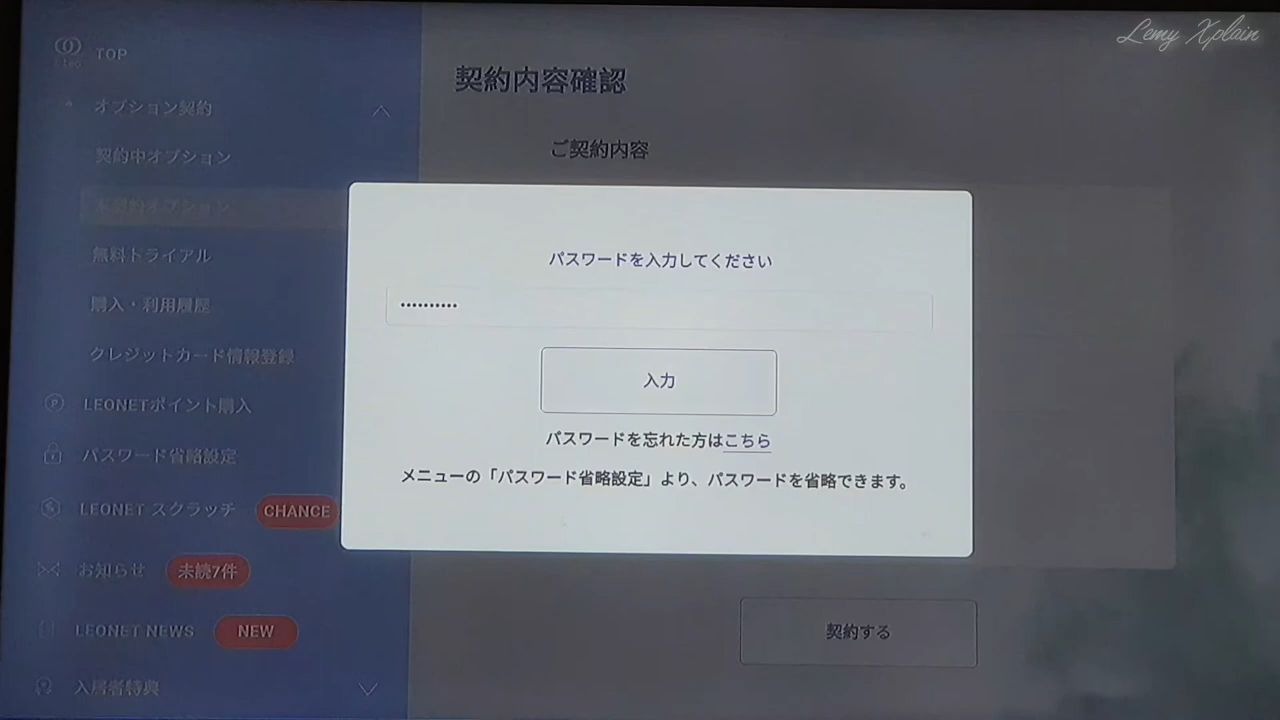 Lemy Xplain
TOP
オプション契約
契約中オプション
未契約オプション
無料トライアル
購入・利用履歴
クレジットカード情報登録
LEONETポイント購入
パスワード省略設定
LEONET スクラッチ
CHANCE
お知らせ
未読7件
LEONET NEWS
NEW
入居者特典
契約内容確認
ご契約内容
パスワードを入力してください
••••••••••
入力
パスワードを忘れた方はこちら
メニューの「パスワード省略設定」より、パスワードを省略できます。
契約する